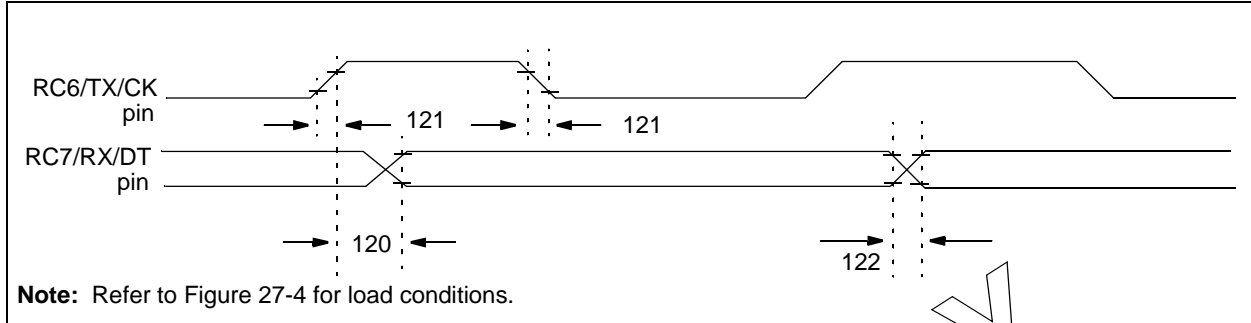 RC6/TX/CK
pin
121
121
RC7/RX/DT
pin
120
122
Note: Refer to Figure 27-4 for load conditions.